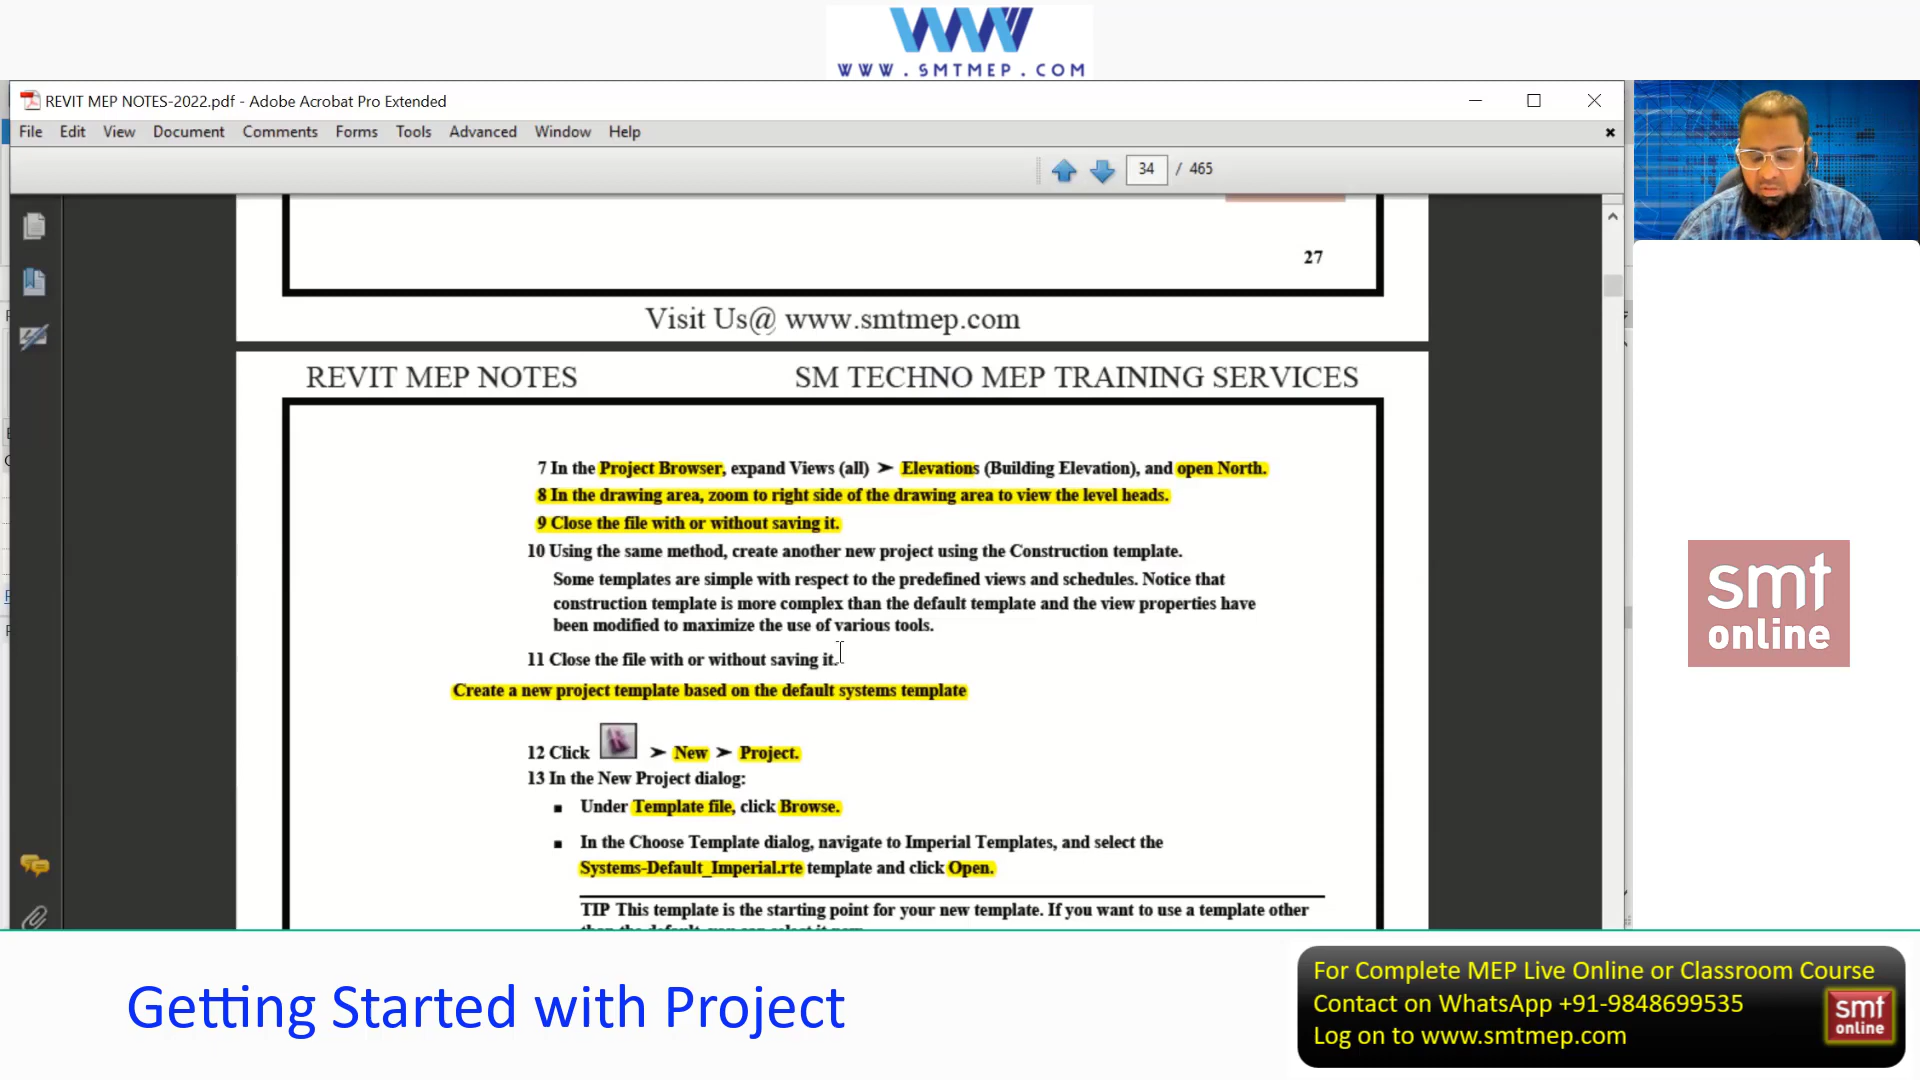 WWW.SMTMEP.COM
REVIT MEP NOTES-2022.pdf - Adobe Acrobat Pro Extended
File Edit View Document Comments Forms Tools Advanced Window Help
34 / 465
27
Visit Us@ www.smtmep.com
REVIT MEP NOTES SM TECHNO MEP TRAINING SERVICES
7 In the Project Browser, expand Views (all) ➤ Elevations (Building Elevation), and open North.
8 In the drawing area, zoom to right side of the drawing area to view the level heads.
9 Close the file with or without saving it.
10 Using the same method, create another new project using the Construction template.
Some templates are simple with respect to the predefined views and schedules. Notice that
construction template is more complex than the default template and the view properties have
been modified to maximize the use of various tools.
11 Close the file with or without saving it.
Create a new project template based on the default systems template
12 Click ➤ New ➤ Project.
13 In the New Project dialog:
■ Under Template file, click Browse.
■ In the Choose Template dialog, navigate to Imperial Templates, and select the
Systems-Default_Imperial.rte template and click Open.
TIP This template is the starting point for your new template. If you want to use a template other
smt
online
Getting Started with Project
For Complete MEP Live Online or Classroom Course
Contact on WhatsApp +91-9848699535
Log on to www.smtmep.com
smt
online